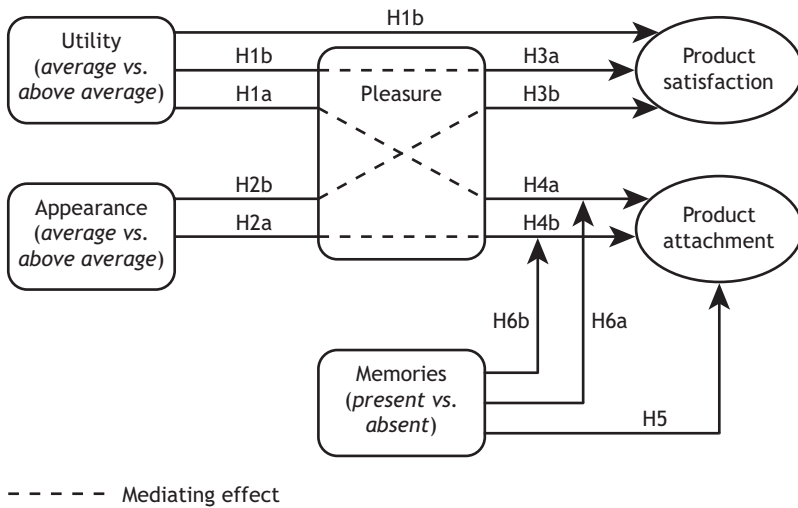 H1b
Utility
(average vs.
above average)
H1b
H1a
Pleasure
H3a
H3b
Product
satisfaction
Appearance
(average vs.
above average)
H2b
H2a
H4a
H4b
Product
attachment
H6b
H6a
Memories
(present vs.
absent)
H5
Mediating effect